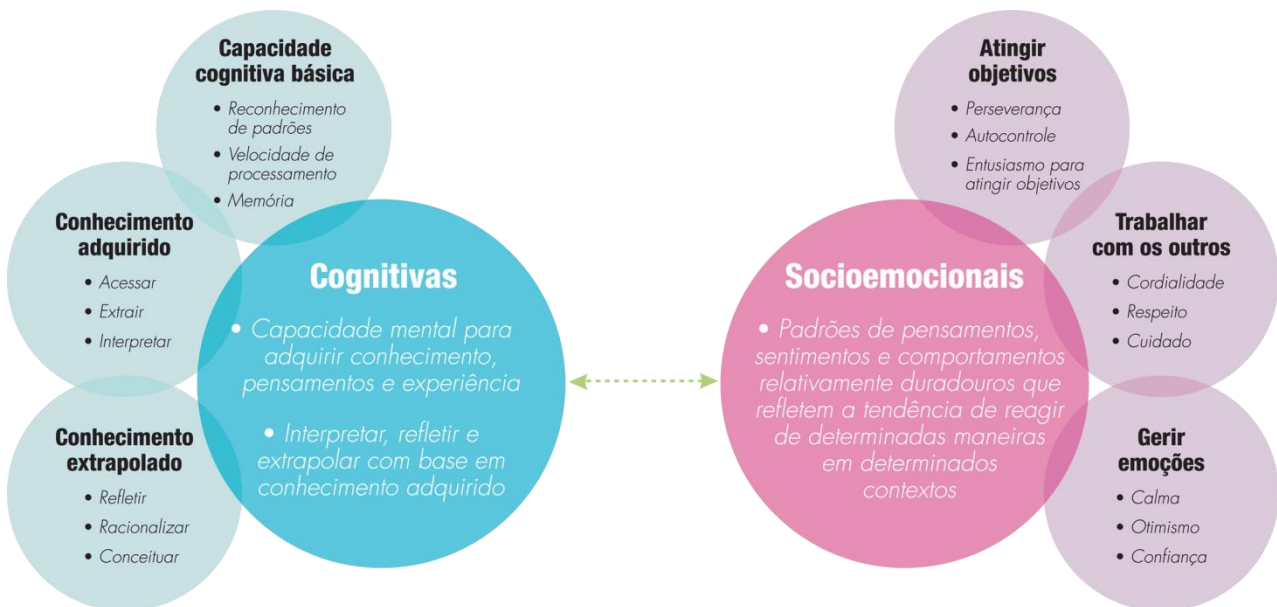 Capacidade
cognitiva básica
• Reconhecimento
de padrões
• Velocidade de
processamento
• Memória
Conhecimento
adquirido
• Acessar
• Extrair
• Interpretar
Conhecimento
extrapolado
• Refletir
• Racionalizar
• Conceituar
Cognitivas
• Capacidade mental para
adquirir conhecimento,
pensamentos e experiência
• Interpretar, refletir e
extrapolar com base em
conhecimento adquirido
Socioemocionais
• Padrões de pensamentos,
sentimentos e comportamentos
relativamente duradouros que
refletem a tendência de reagir
de determinadas maneiras
em determinados
contextos
Atingir
objetivos
• Perseverança
• Autocontrole
• Entusiasmo para
atingir objetivos
Trabalhar
com os outros
• Cordialidade
• Respeito
• Cuidado
Gerir
emoções
• Calma
• Otimismo
• Confiança